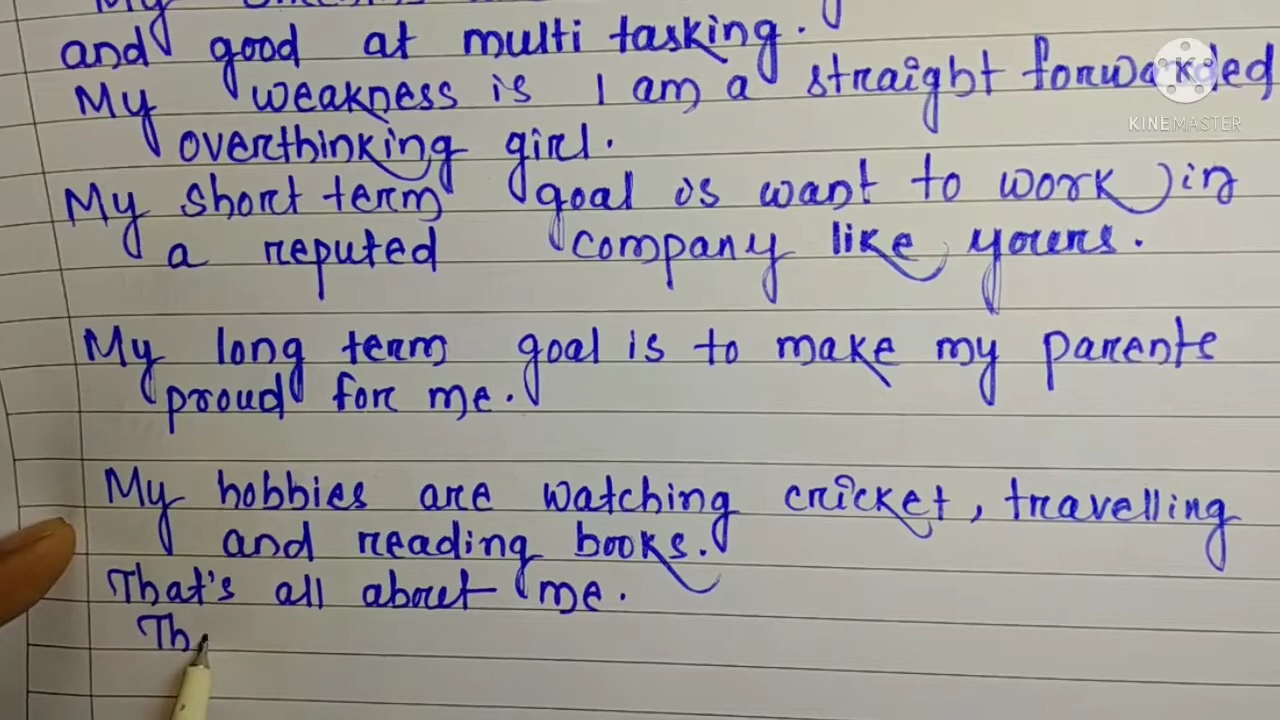 My
and good at multi tasking.
My weakness is I am a straight forwarded
overthinking girl.
My short term goal is want to work in
a reputed company like yours.
My long term goal is to make my parents
proud for me.
My hobbies are watching cricket, travelling
and reading books.
That's all about me.
Th
K
KINEMASTER